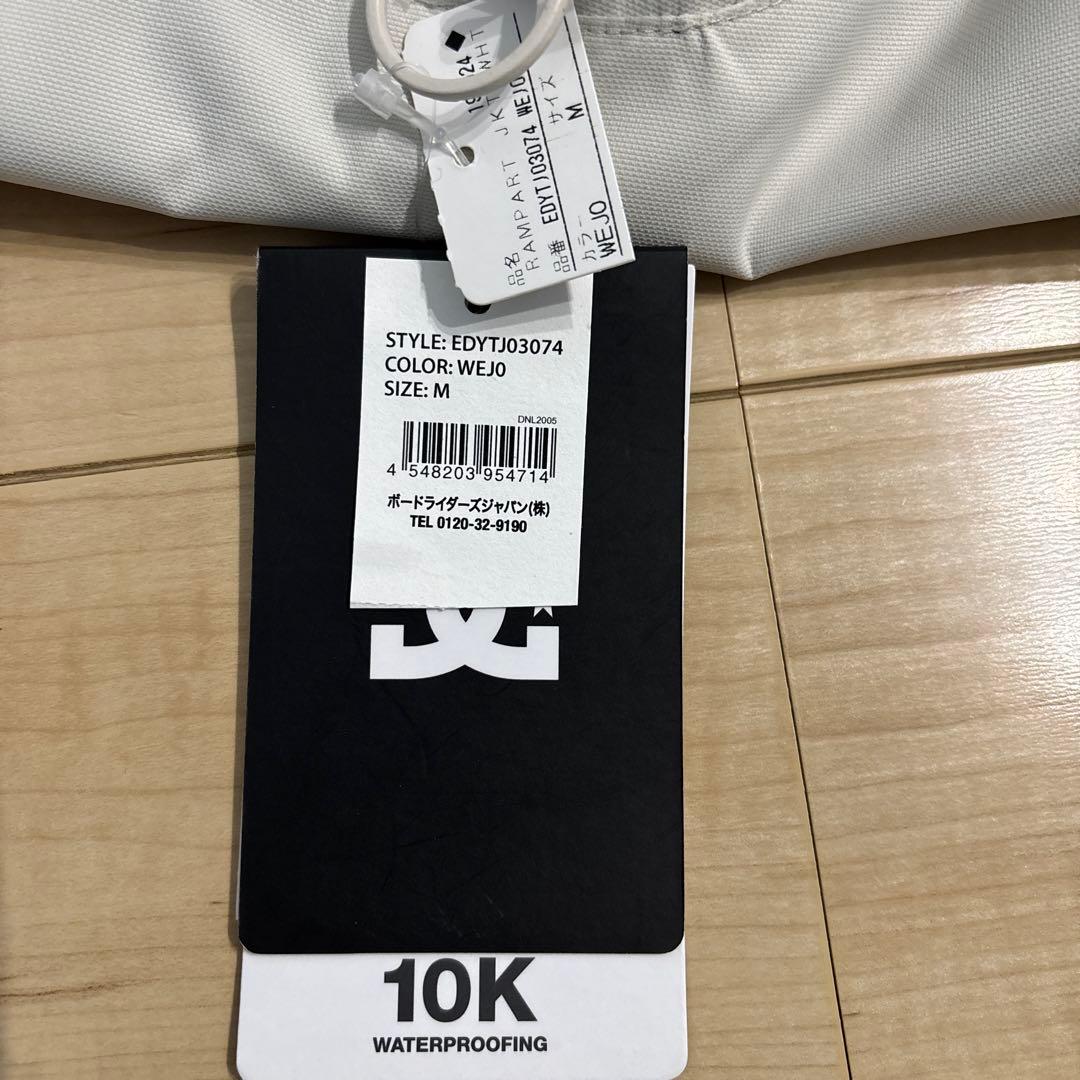 品名
RAMPART JKT
品番 EDYTJ03074 WEJO
サイズ
M
カラー
WEJO
STYLE: EDYTJ03074
COLOR: WEJ0
SIZE: M
DNL2005
4 548203 954714
ボードライダーズジャパン(株)
TEL 0120-32-9190
10K
WATERPROOFING